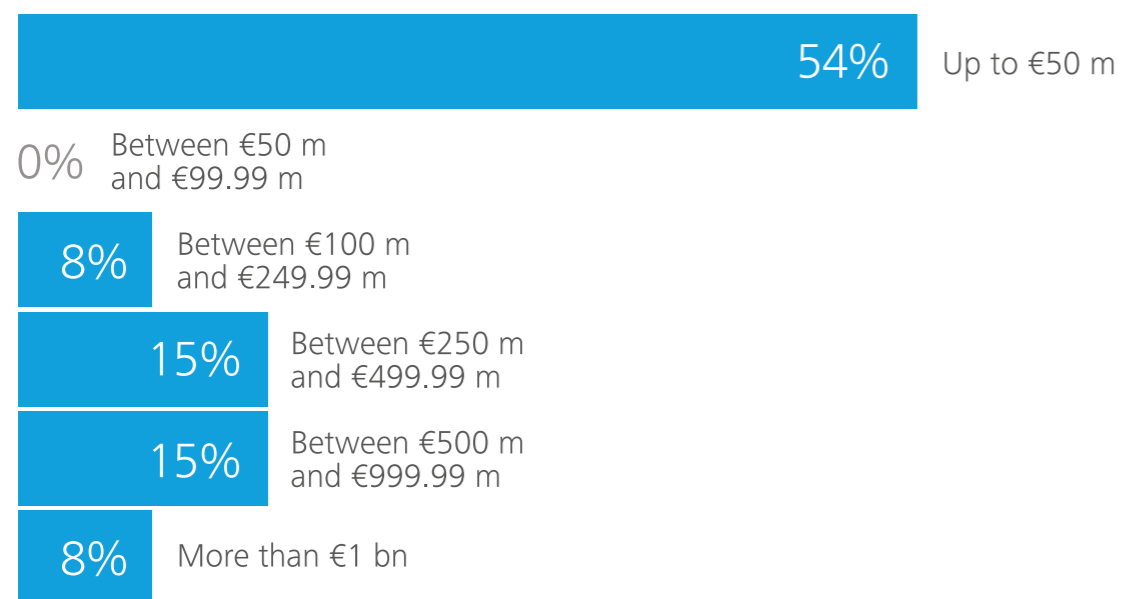 54% Up to €50 m
0% Between €50 m
and €99.99 m
8% Between €100 m
and €249.99 m
15% Between €250 m
and €499.99 m
15% Between €500 m
and €999.99 m
8% More than €1 bn